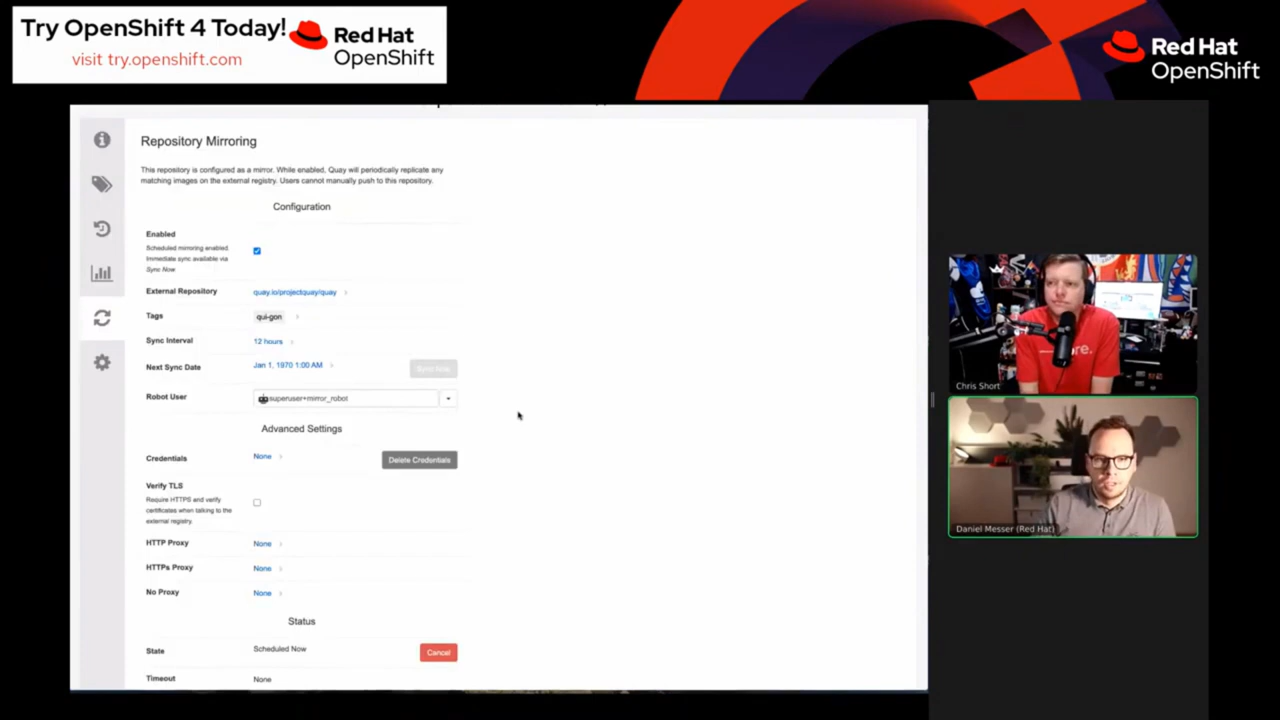 Try OpenShift 4 Today!
visit try.openshift.com
Red Hat
OpenShift
Red Hat
OpenShift
Repository Mirroring
This repository is configured as a mirror. While enabled, Quay will periodically replicate any
matching images on the external registry. Users cannot manually push to this repository.
Configuration
Enabled
Scheduled mirroring enabled.
Immediate sync available via
Sync Now.
External Repository quay.io/projectquay/quay
Tags qui-gon
Sync Interval 12 hours
Next Sync Date Jan 1, 1970 1:00 AM Sync Now
Robot User superuser+mirror_robot
Advanced Settings
Credentials None Delete Credentials
Verify TLS
Require HTTPS and verify
certificates when talking to the
external registry.
HTTP Proxy None
HTTPs Proxy None
No Proxy None
Status
State Scheduled Now Cancel
Timeout None
Chris Short
Daniel Messer (Red Hat)